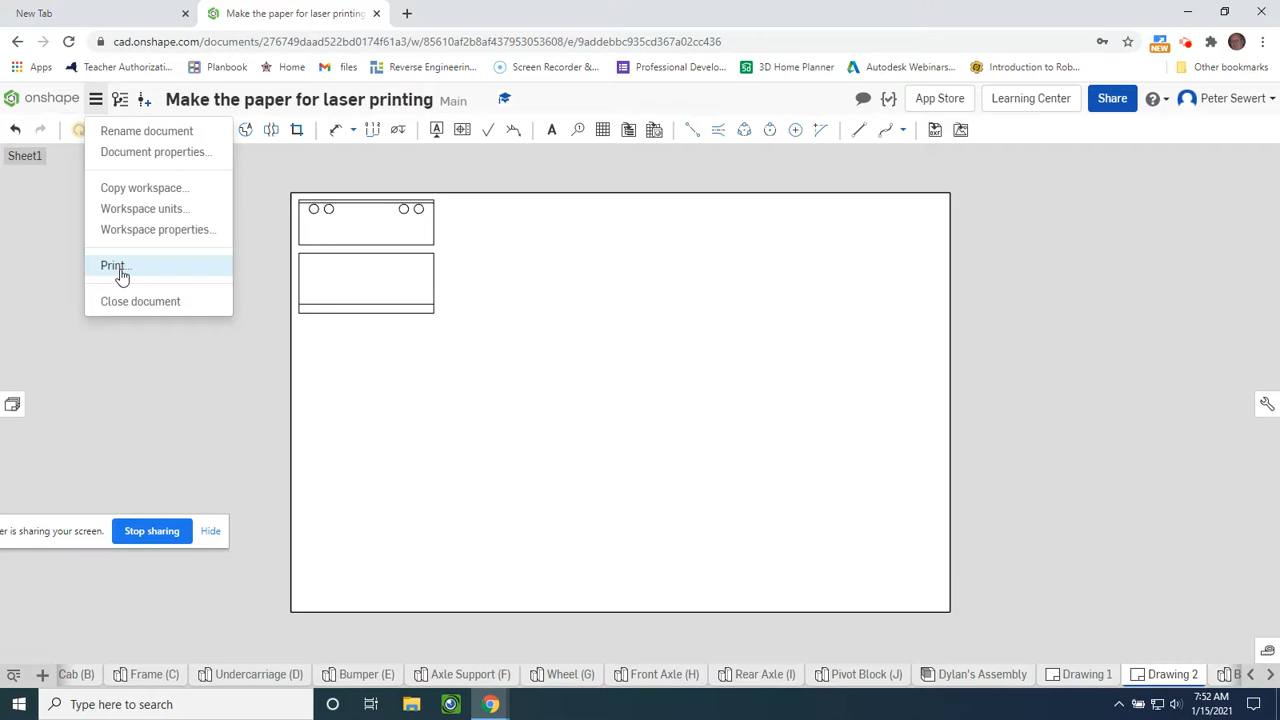 New Tab
Make the paper for laser printing
cad.onshape.com/documents/276749daad522bd0174f61a3/w/8561bf2b8af437953053608/e/9addebbc935cd367a02cc436
NEW
Apps
Teacher Authorizati...
Planbook
Home
files
Reverse Engineerin...
Screen Recorder &...
Professional Develo...
3D Home Planner
Autodesk Webinars...
Introduction to Rob...
Other bookmarks
onshape
Make the paper for laser printing Main
App Store
Learning Center
Share
Peter Sewert
Sheet1
Rename document
Document properties...
Copy workspace...
Workspace units...
Workspace properties...
Print...
Close document
er is sharing your screen.
Stop sharing
Hide
Cab (B)
Frame (C)
Undercarriage (D)
Bumper (E)
Axle Support (F)
Wheel (G)
Front Axle (H)
Rear Axle (I)
Pivot Block (J)
Dylan's Assembly
Drawing 1
Drawing 2
Type here to search
7:52 AM
1/15/2021